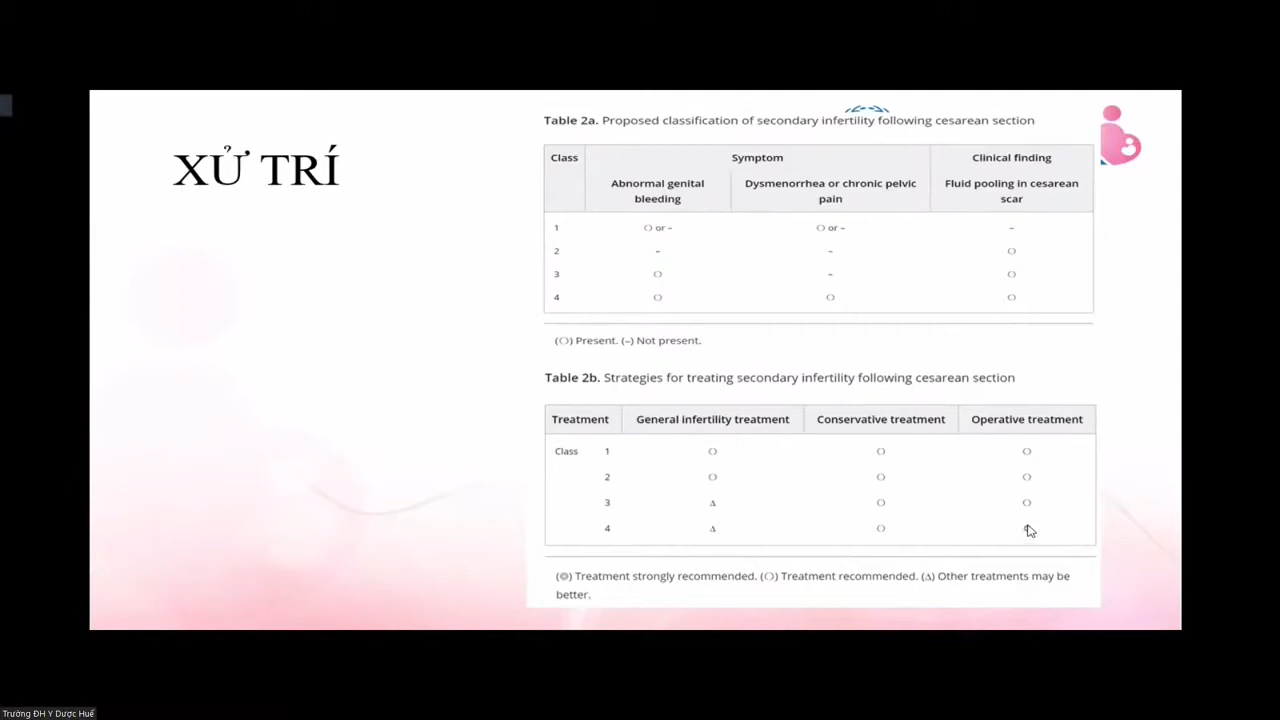 XỬ TRÍ
Table 2a. Proposed classification of secondary infertility following cesarean section
Class Symptom Clinical finding
Abnormal genital bleeding Dysmenorrhea or chronic pelvic pain Fluid pooling in cesarean scar
1 O or – O or – –
2 – – O
3 O – O
4 O O O
(O) Present. (–) Not present.
Table 2b. Strategies for treating secondary infertility following cesarean section
Treatment General infertility treatment Conservative treatment Operative treatment
Class 1 O O O
2 O O O
3 Δ O O
4 Δ O
(◎) Treatment strongly recommended. (O) Treatment recommended. (Δ) Other treatments may be
better.
Trường ĐH Y Dược Huế